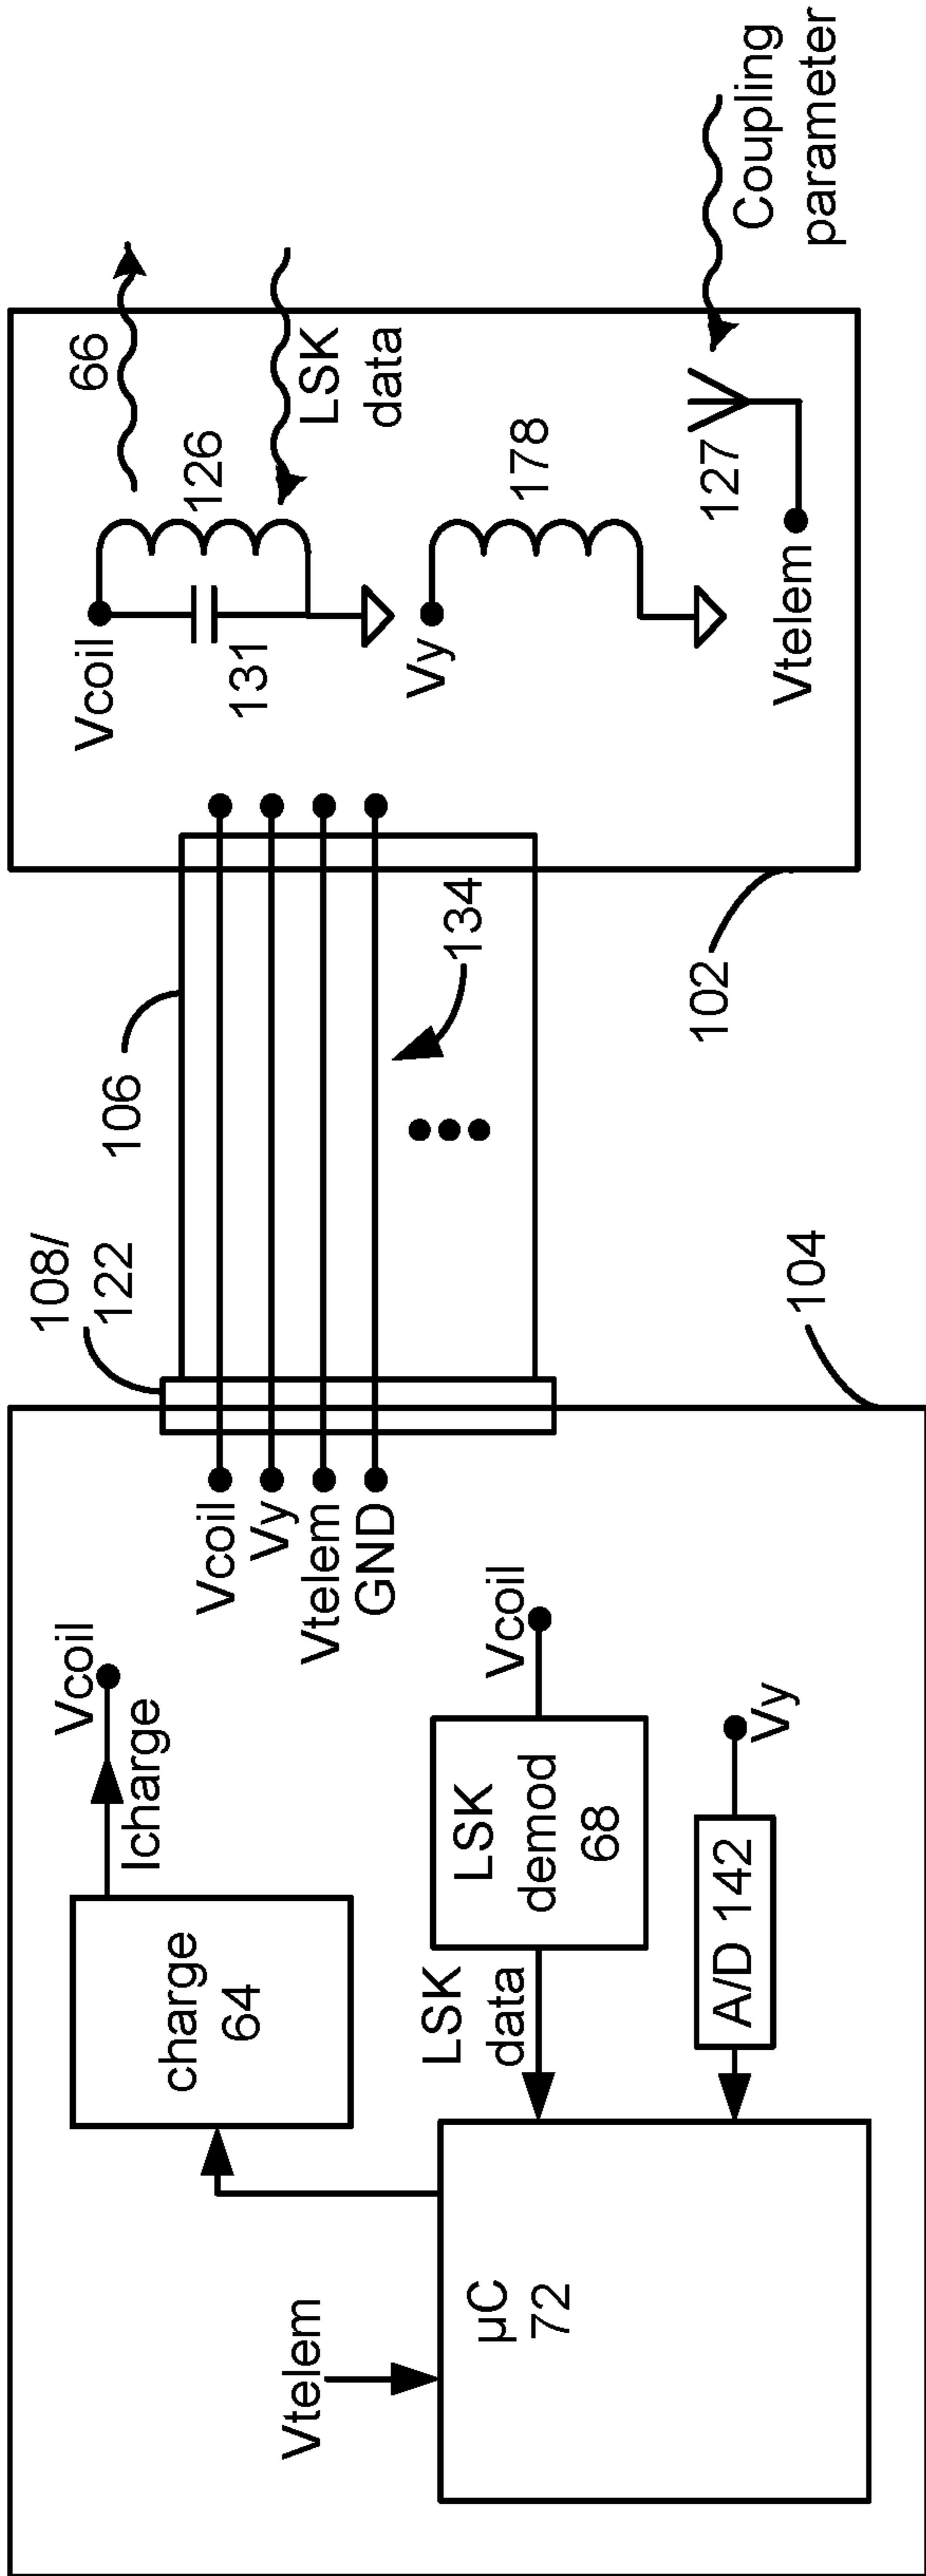 Vtelem
µC
72
charge
64
Vcoil
Icharge
LSK
data
LSK
demod
68
Vcoil
A/D 142
Vy
104
Vcoil
Vy
Vtelem
GND
108/
122
106
134
102
Vcoil
131
126
66
LSK
data
Vy
178
Vtelem
127
Coupling
parameter